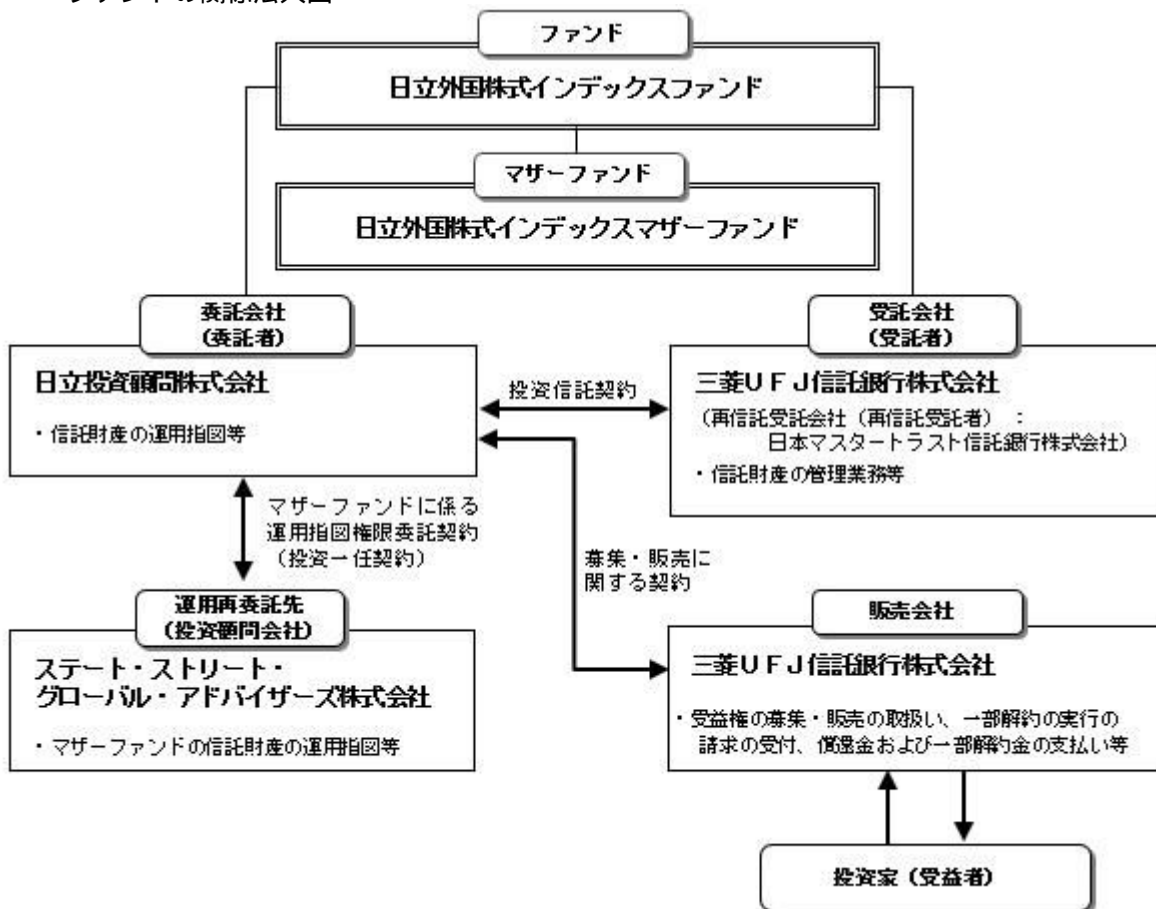 ファンド
日立外国株式インデックスファンド
マザーファンド
日立外国株式インデックスマザーファンド
委託会社
(委託者)
日立投資顧問株式会社
・信託財産の運用指図等
投資信託契約
受託会社
(受託者)
三菱UFJ信託銀行株式会社
(再信託受託会社(再信託受託者) :
日本マスタートラスト信託銀行株式会社)
・信託財産の管理業務等
マザーファンドに係る
運用指図権限委託契約
(投資一任契約)
募集・販売に
関する契約
運用再委託先
(投資顧問会社)
ステート・ストリート・
グローバル・アドバイザーズ株式会社
・マザーファンドの信託財産の運用指図等
販売会社
三菱UFJ信託銀行株式会社
・受益権の募集・販売の取扱い、一部解約の実行の
請求の受付、償還金および一部解約金の支払い等
投資家(受益者)